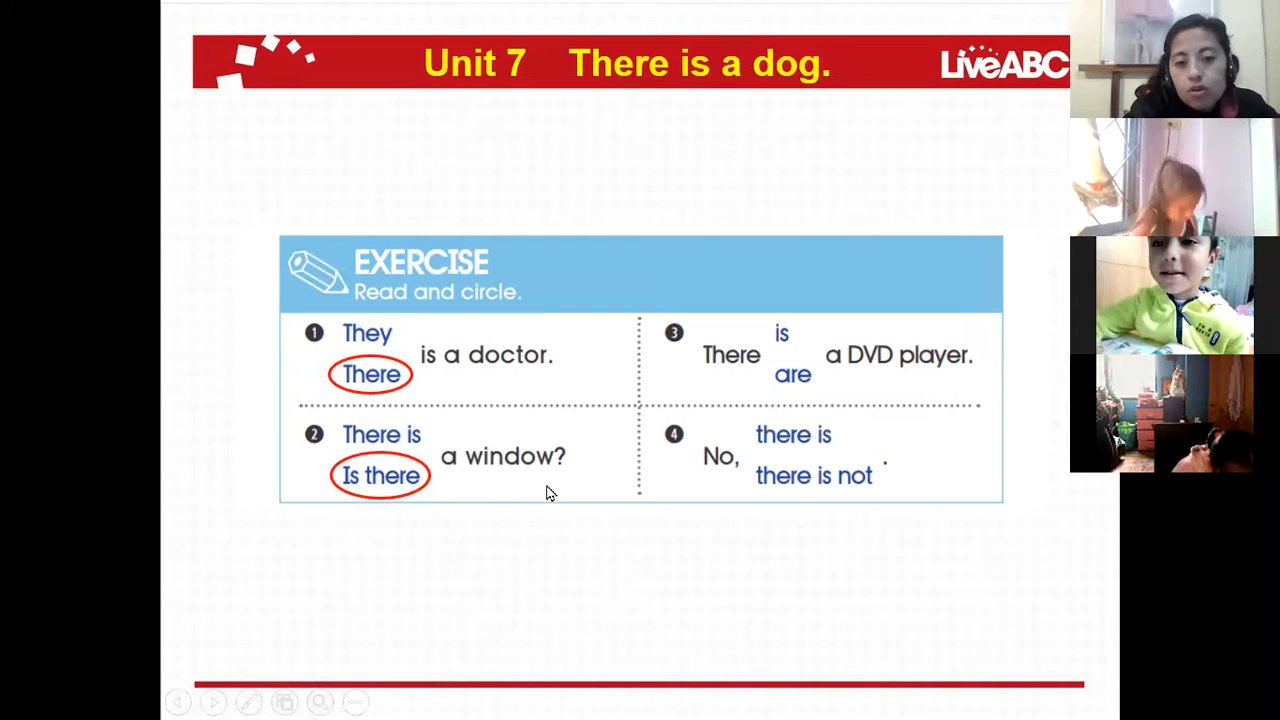 Unit 7 There is a dog.
LiveABC
EXERCISE
Read and circle.
1 They
There
is a doctor.
2 There is
Is there
a window?
3 There
is
are
a DVD player.
4 No,
there is
there is not
.